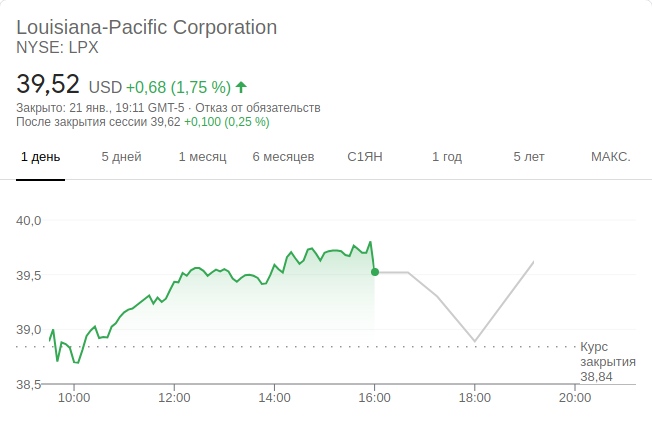 Louisiana-Pacific Corporation
NYSE: LPX
39,52 USD +0,68 (1,75 %)
Закрыто: 21 янв., 19:11 GMT-5 · Отказ от обязательств
После закрытия сессии 39,62 +0,100 (0,25 %)
1 день 5 дней 1 месяц 6 месяцев С1ЯН 1 год 5 лет МАКС.
40,0
39,5
39,0
Курс
закрытия
38,84
38,5
10:00 12:00 14:00 16:00 18:00 20:00